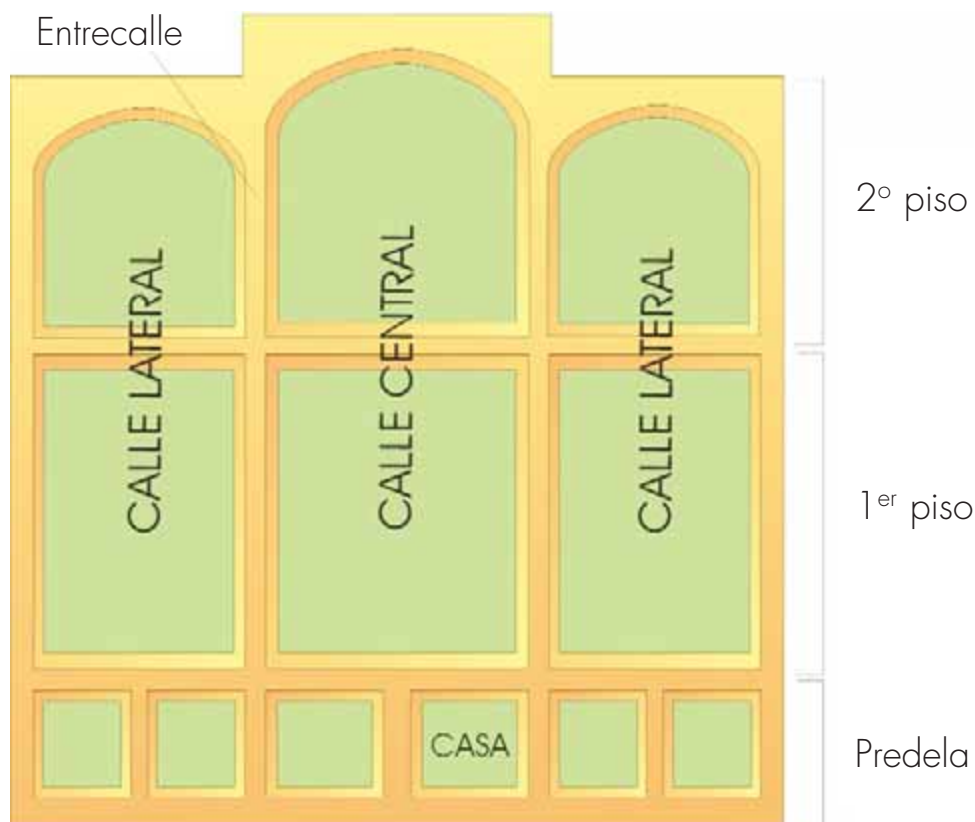 Entrecalle
2º piso
CALLE LATERAL
CALLE CENTRAL
CALLE LATERAL
1er piso
CASA
Predela